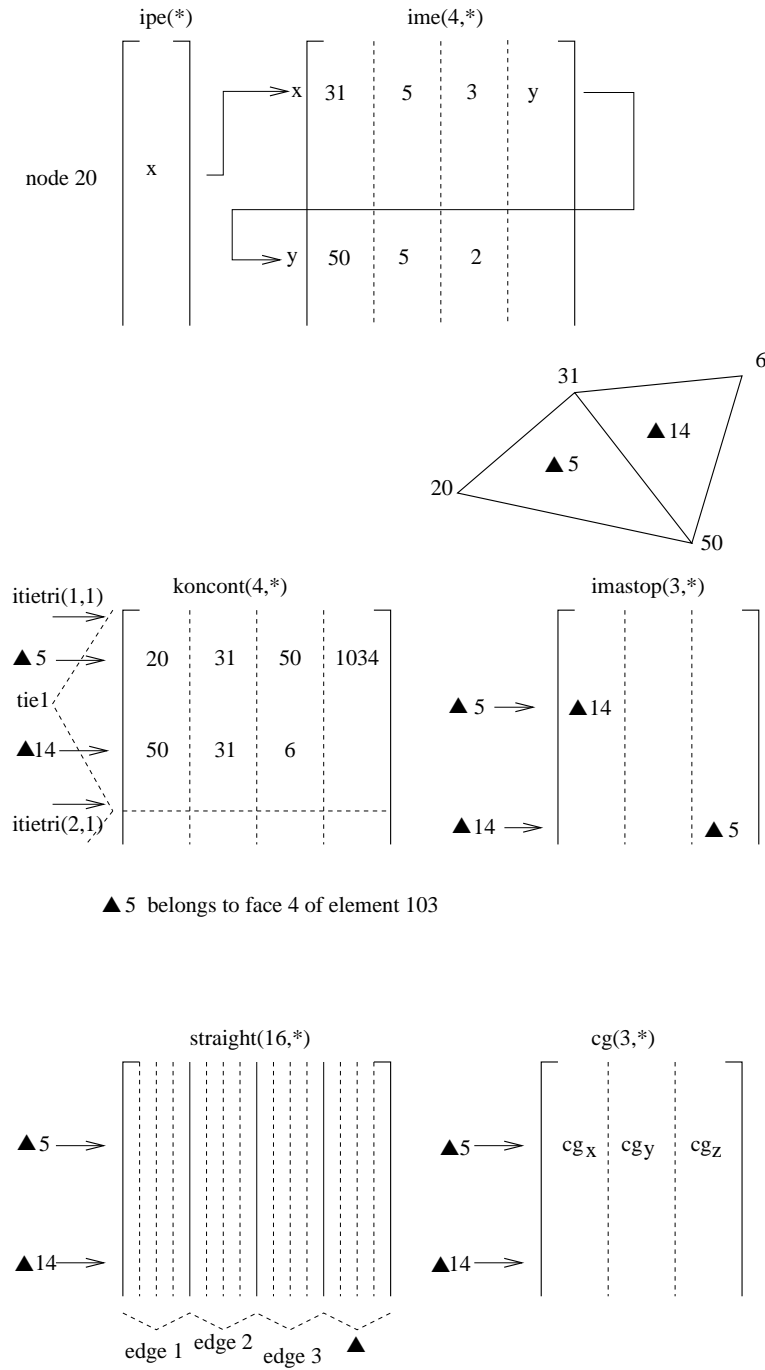 ipe(*) ime(4,*)
x 31 5 3 y
node 20 x
y 50 5 2
6
31
▲14
▲5
20
50
koncont(4,*) imastop(3,*)
itietri(1,1)
▲5 20 31 50 1034
tie1
▲5 ▲14
▲14 50 31 6
itietri(2,1)
▲14 ▲5
▲5 belongs to face 4 of element 103
straight(16,*) cg(3,*)
▲5
▲5 cgx cgy cgz
▲14
▲14
edge 1 edge 2 edge 3 ▲